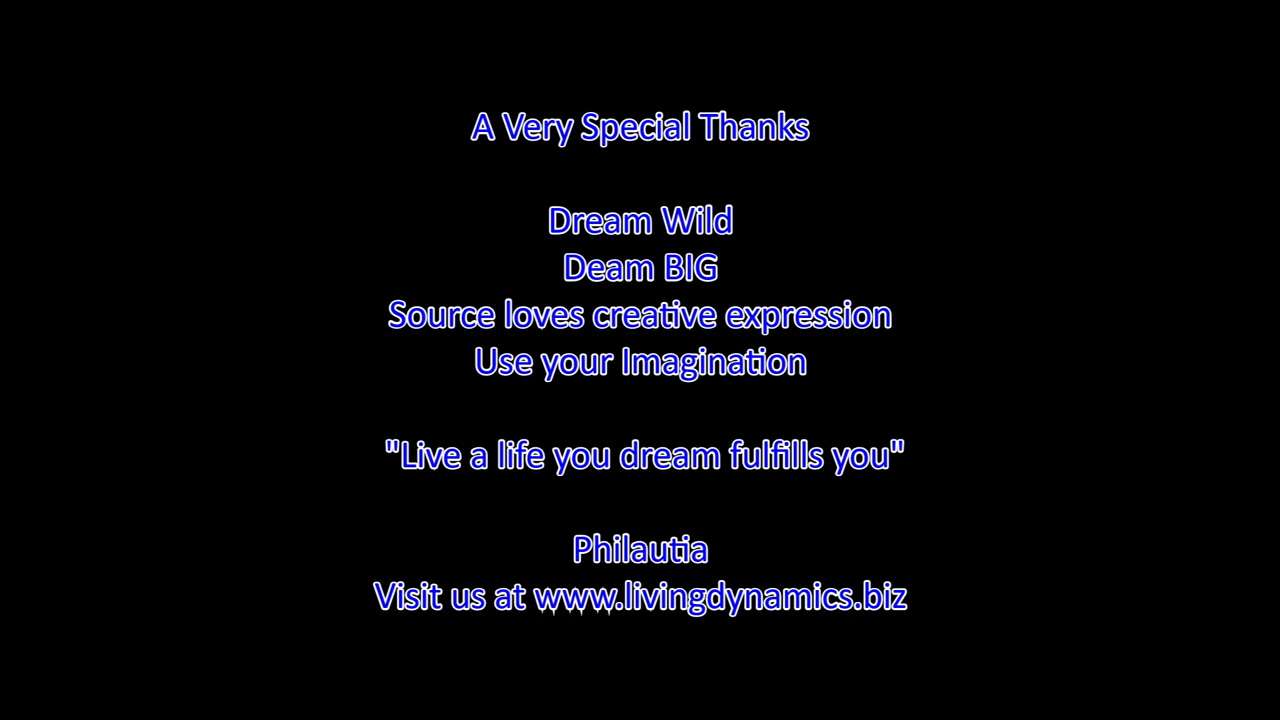 A Very Special Thanks
Dream Wild
Deam BIG
Source loves creative expression
Use your Imagination
"Live a life you dream fulfills you"
Philautia
Visit us at www.livingdynamics.biz